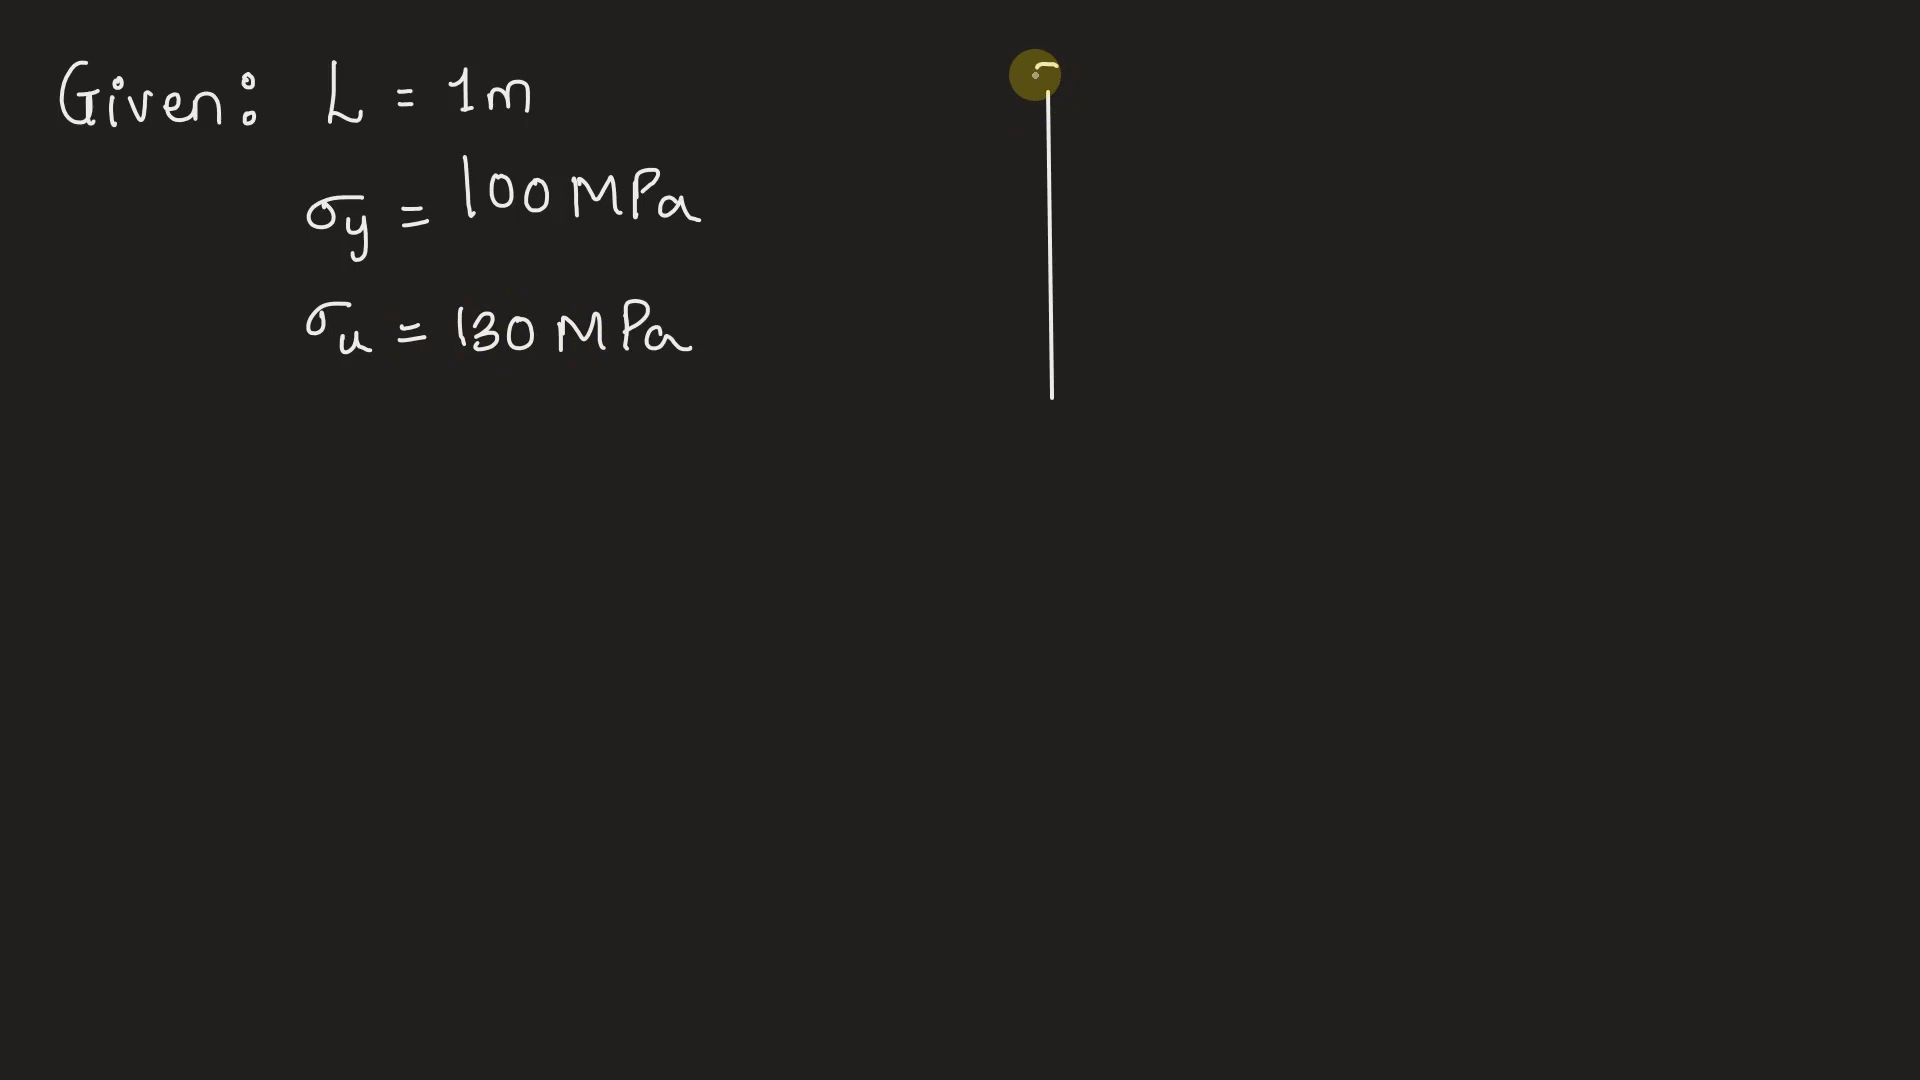 Given: L = 1m
σy = 100 MPa
σu = 130 MPa